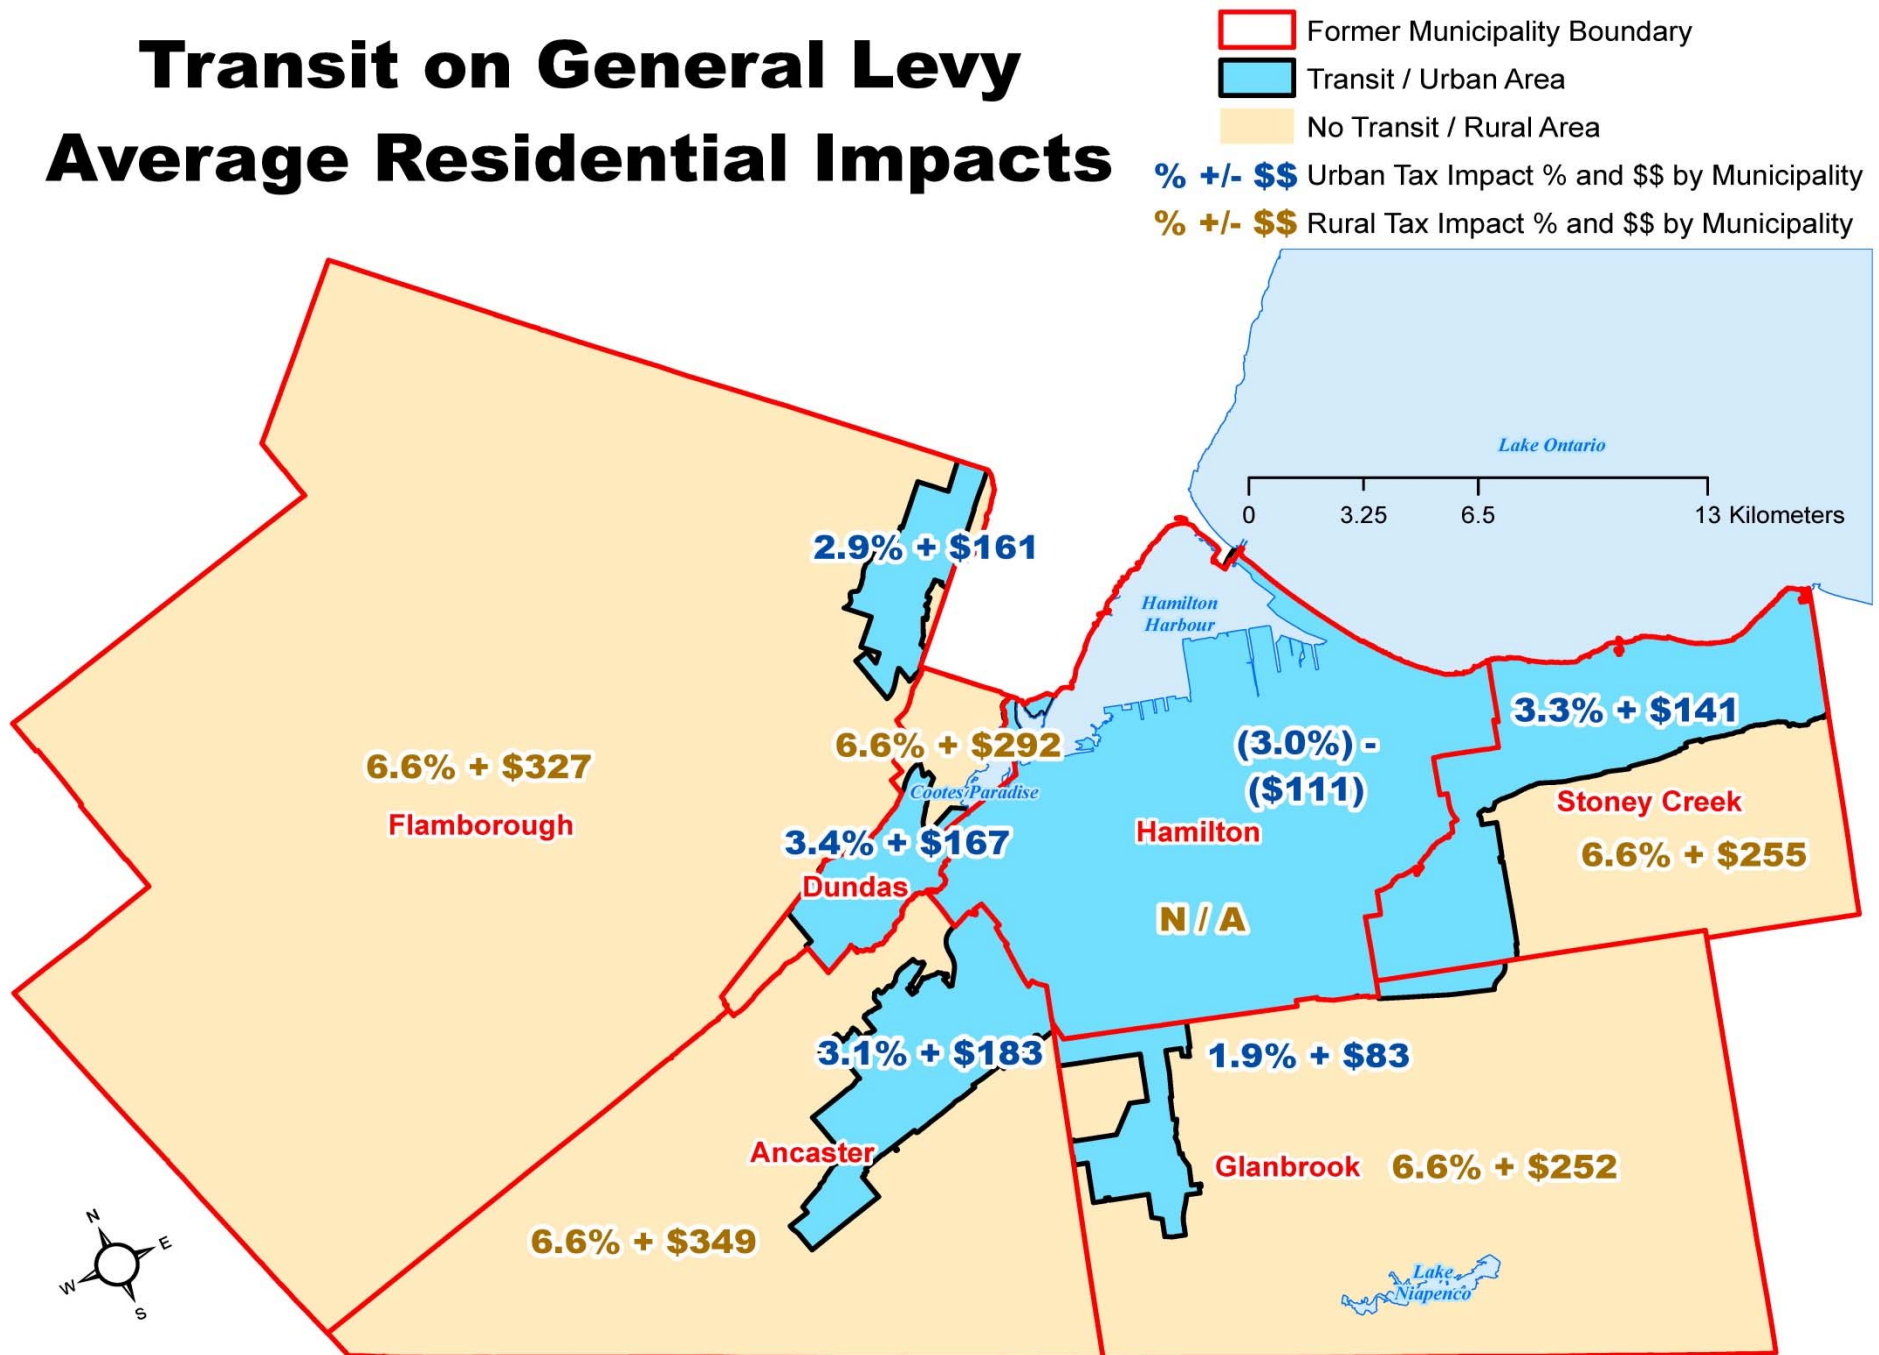 Transit on General Levy
Average Residential Impacts
Former Municipality Boundary
Transit / Urban Area
No Transit / Rural Area
% +/- $$ Urban Tax Impact % and $$ by Municipality
% +/- $$ Rural Tax Impact % and $$ by Municipality
Lake Ontario
0 3.25 6.5 13 Kilometers
2.9% + $161
Hamilton
Harbour
3.3% + $141
6.6% + $292
(3.0%) -
($111)
6.6% + $327
Cootes Paradise
Stoney Creek
Flamborough
Hamilton
3.4% + $167
6.6% + $255
Dundas
N / A
3.1% + $183
1.9% + $83
Ancaster
Glanbrook 6.6% + $252
6.6% + $349
N
E
W
S
Lake
Niapenco